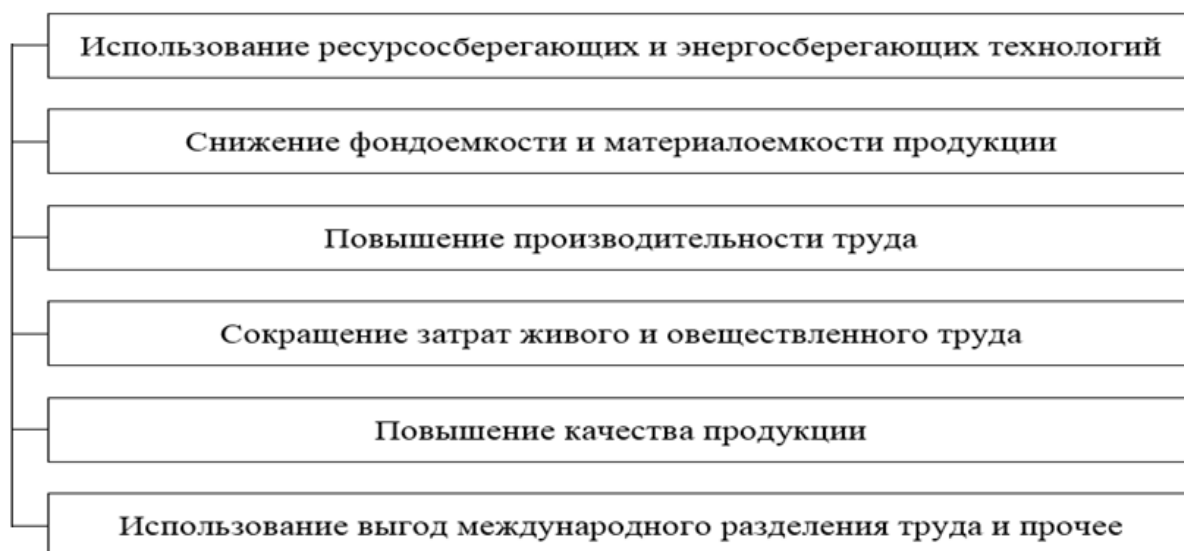 Использование ресурсосберегающих и энергосберегающих технологий
Снижение фондоемкости и материалоемкости продукции
Повышение производительности труда
Сокращение затрат живого и овеществленного труда
Повышение качества продукции
Использование выгод международного разделения труда и прочее